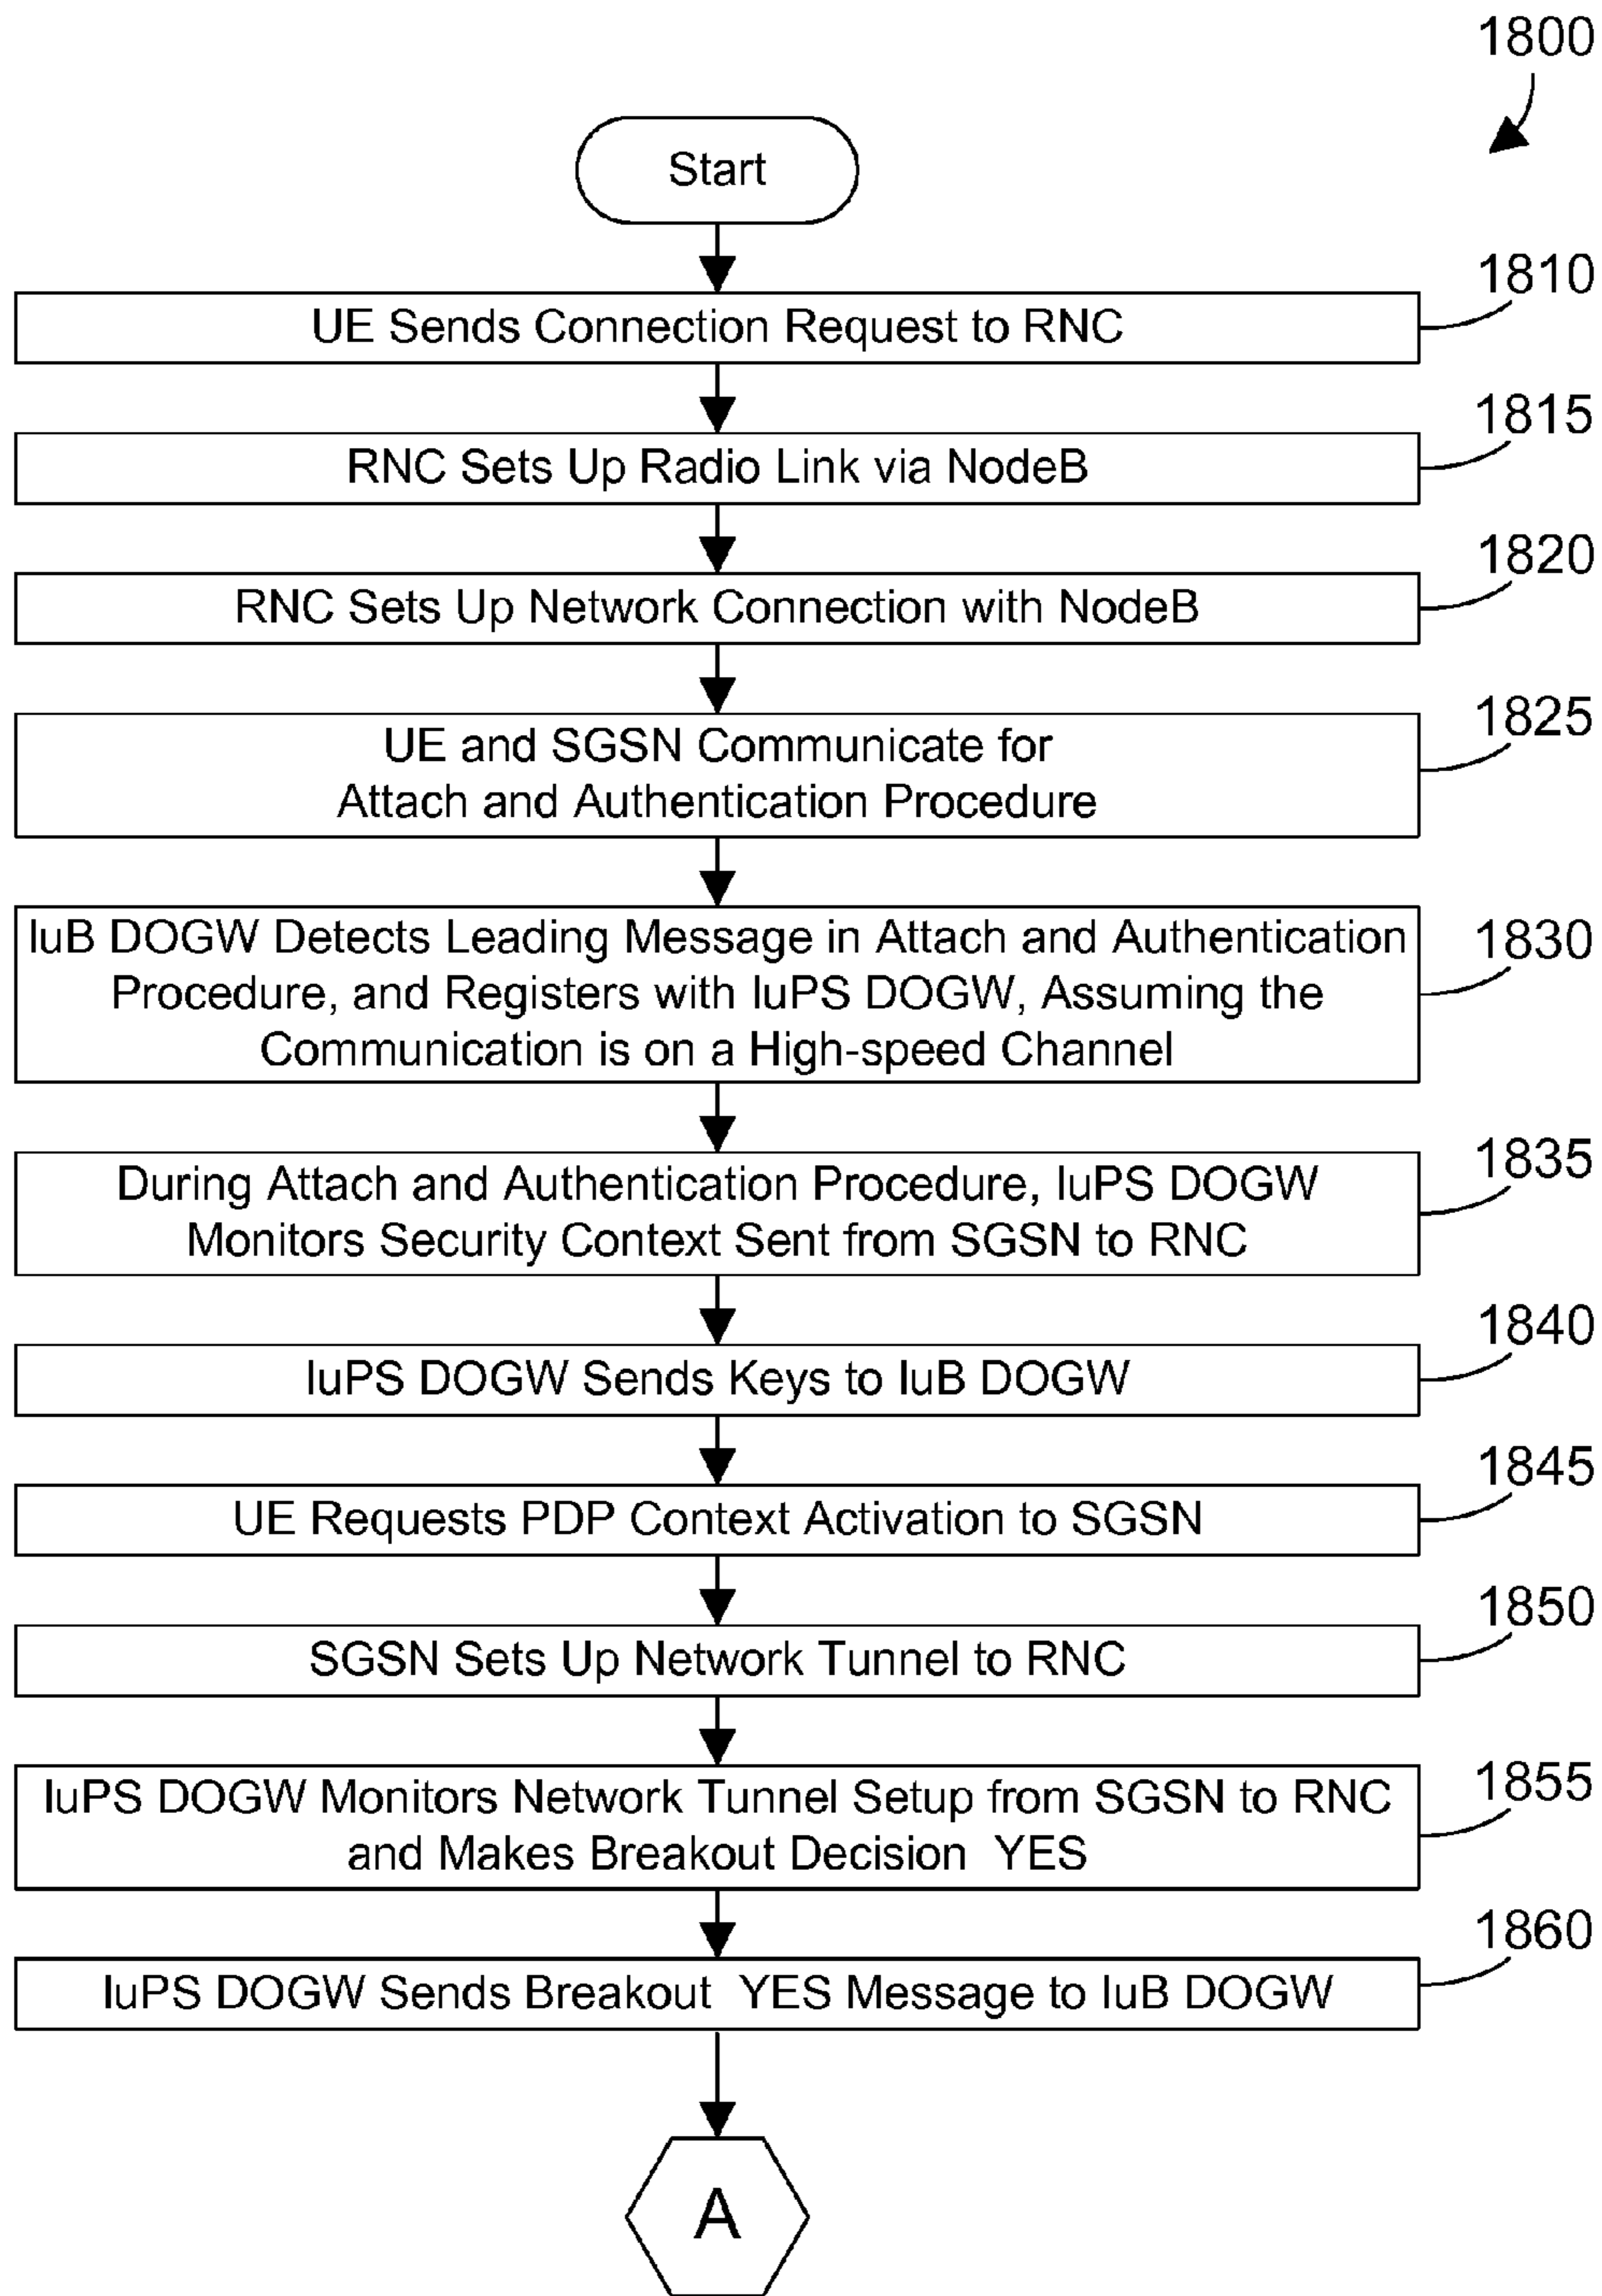 1800
Start
1810
UE Sends Connection Request to RNC
1815
RNC Sets Up Radio Link via NodeB
1820
RNC Sets Up Network Connection with NodeB
1825
UE and SGSN Communicate for
Attach and Authentication Procedure
1830
IuB DOGW Detects Leading Message in Attach and Authentication
Procedure, and Registers with IuPS DOGW, Assuming the
Communication is on a High-speed Channel
1835
During Attach and Authentication Procedure, IuPS DOGW
Monitors Security Context Sent from SGSN to RNC
1840
IuPS DOGW Sends Keys to IuB DOGW
1845
UE Requests PDP Context Activation to SGSN
1850
SGSN Sets Up Network Tunnel to RNC
1855
IuPS DOGW Monitors Network Tunnel Setup from SGSN to RNC
and Makes Breakout Decision YES
1860
IuPS DOGW Sends Breakout YES Message to IuB DOGW
A